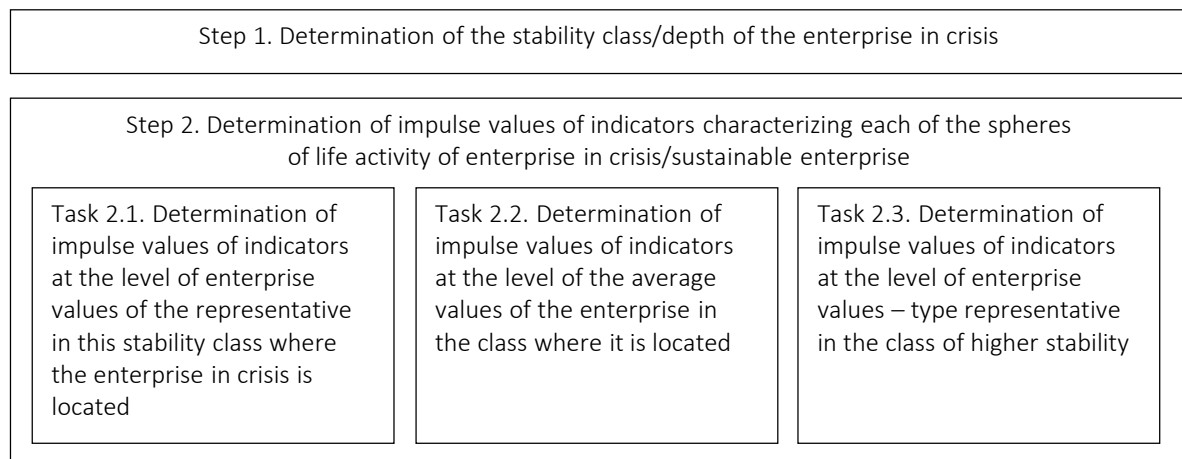 Step 1. Determination of the stability class/depth of the enterprise in crisis
Step 2. Determination of impulse values of indicators characterizing each of the spheres
of life activity of enterprise in crisis/sustainable enterprise
Task 2.1. Determination of
impulse values of indicators
at the level of enterprise
values of the representative
in this stability class where
the enterprise in crisis is
located
Task 2.2. Determination of
impulse values of indicators
at the level of the average
values of the enterprise in
the class where it is located
Task 2.3. Determination of
impulse values of indicators
at the level of enterprise
values – type representative
in the class of higher stability